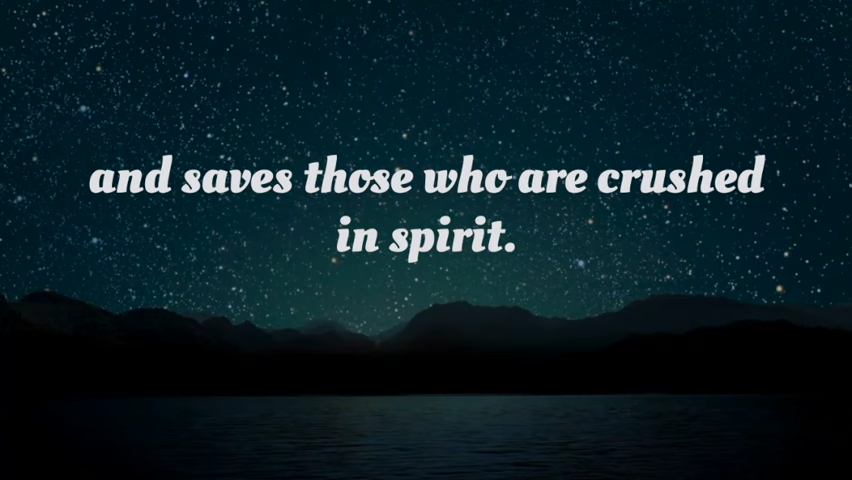 and saves those who are crushed
in spirit.